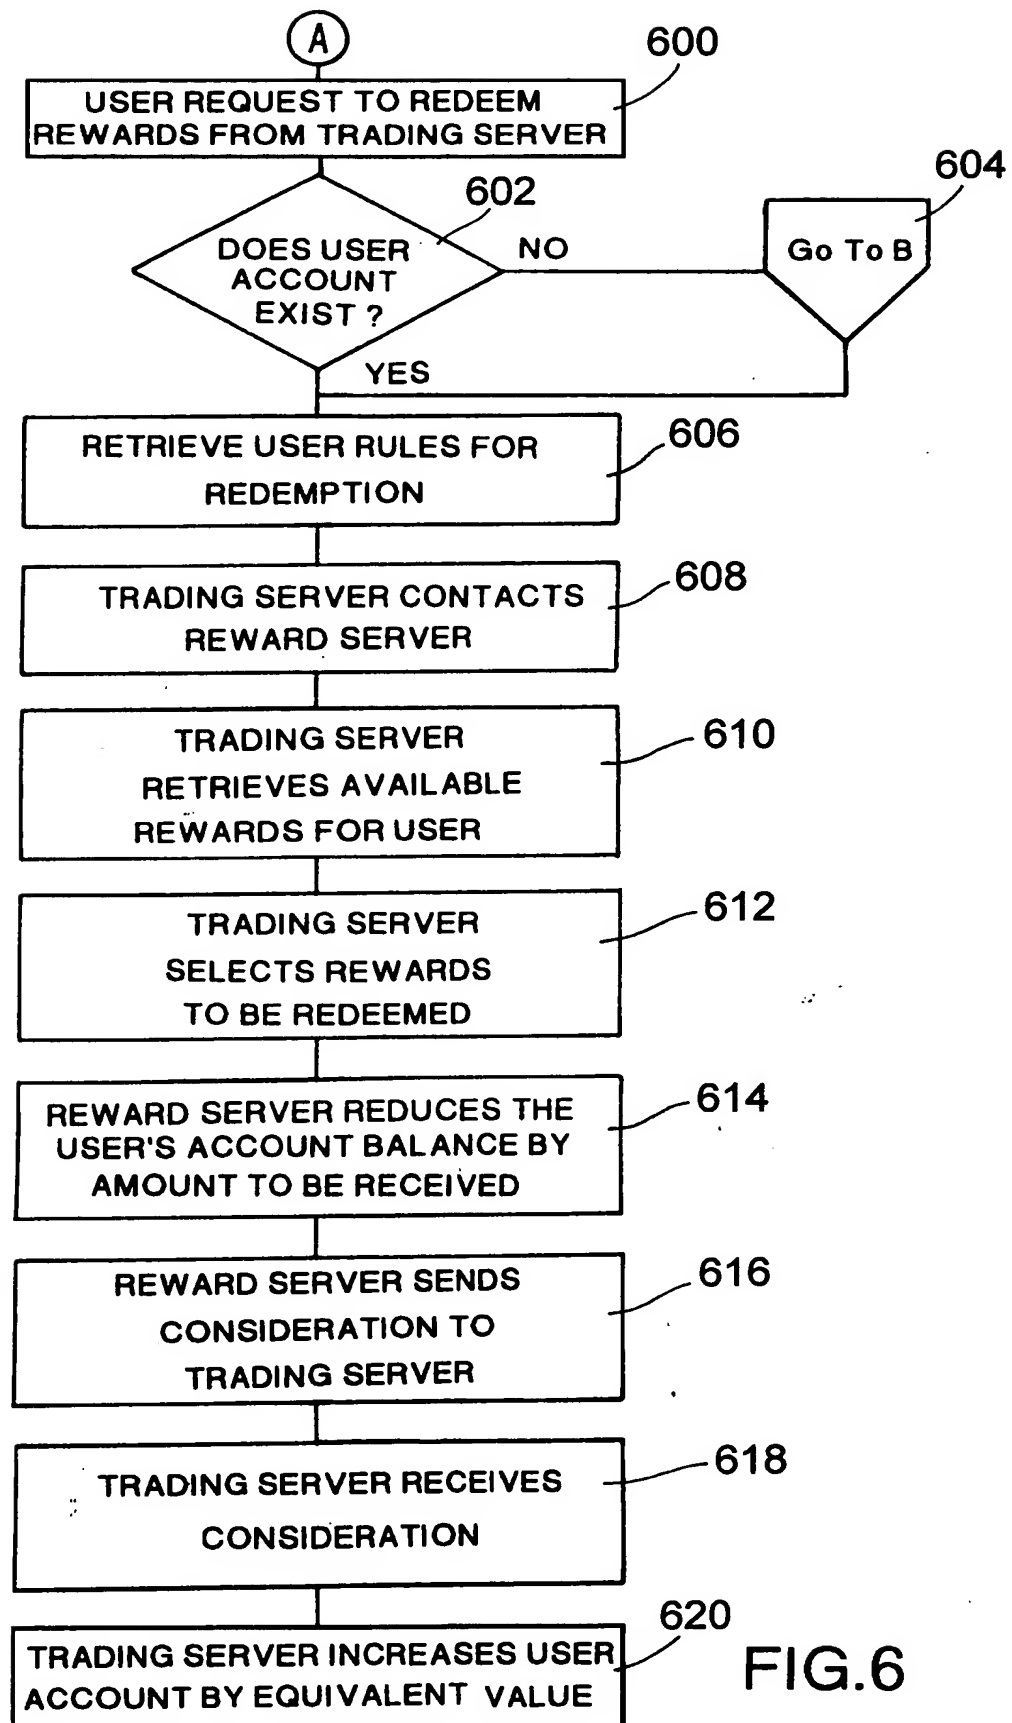 A
600
USER REQUEST TO REDEEM
REWARDS FROM TRADING SERVER
602
604
DOES USER
ACCOUNT
EXIST ?
NO
Go To B
YES
606
RETRIEVE USER RULES FOR
REDEMPTION
608
TRADING SERVER CONTACTS
REWARD SERVER
610
TRADING SERVER
RETRIEVES AVAILABLE
REWARDS FOR USER
612
TRADING SERVER
SELECTS REWARDS
TO BE REDEEMED
614
REWARD SERVER REDUCES THE
USER'S ACCOUNT BALANCE BY
AMOUNT TO BE RECEIVED
616
REWARD SERVER SENDS
CONSIDERATION TO
TRADING SERVER
618
TRADING SERVER RECEIVES
CONSIDERATION
620
TRADING SERVER INCREASES USER
ACCOUNT BY EQUIVALENT VALUE
FIG.6